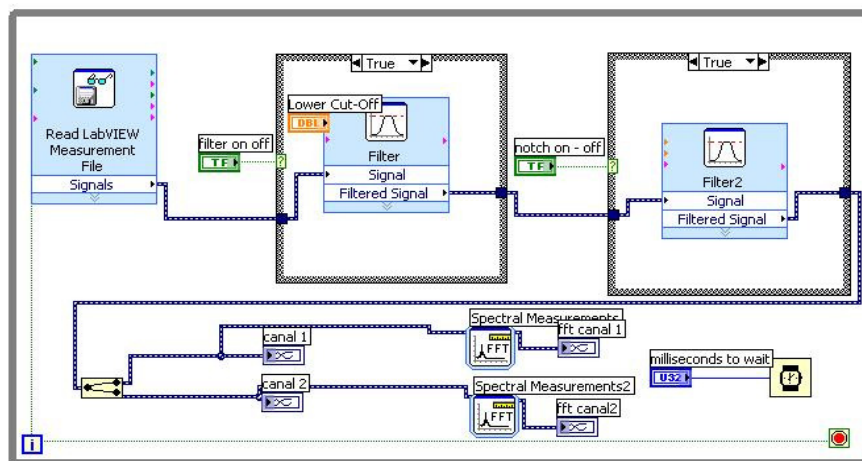 True
True
Read LabVIEW
Measurement
File
Signals
filter on off
TF
?
Lower Cut-Off
DBL
Filter
Signal
Filtered Signal
notch on - off
TF
?
Filter2
Signal
Filtered Signal
canal 1
Spectral Measurements
FFT
fft canal 1
canal 2
Spectral Measurements2
FFT
fft canal2
milliseconds to wait
U32
i